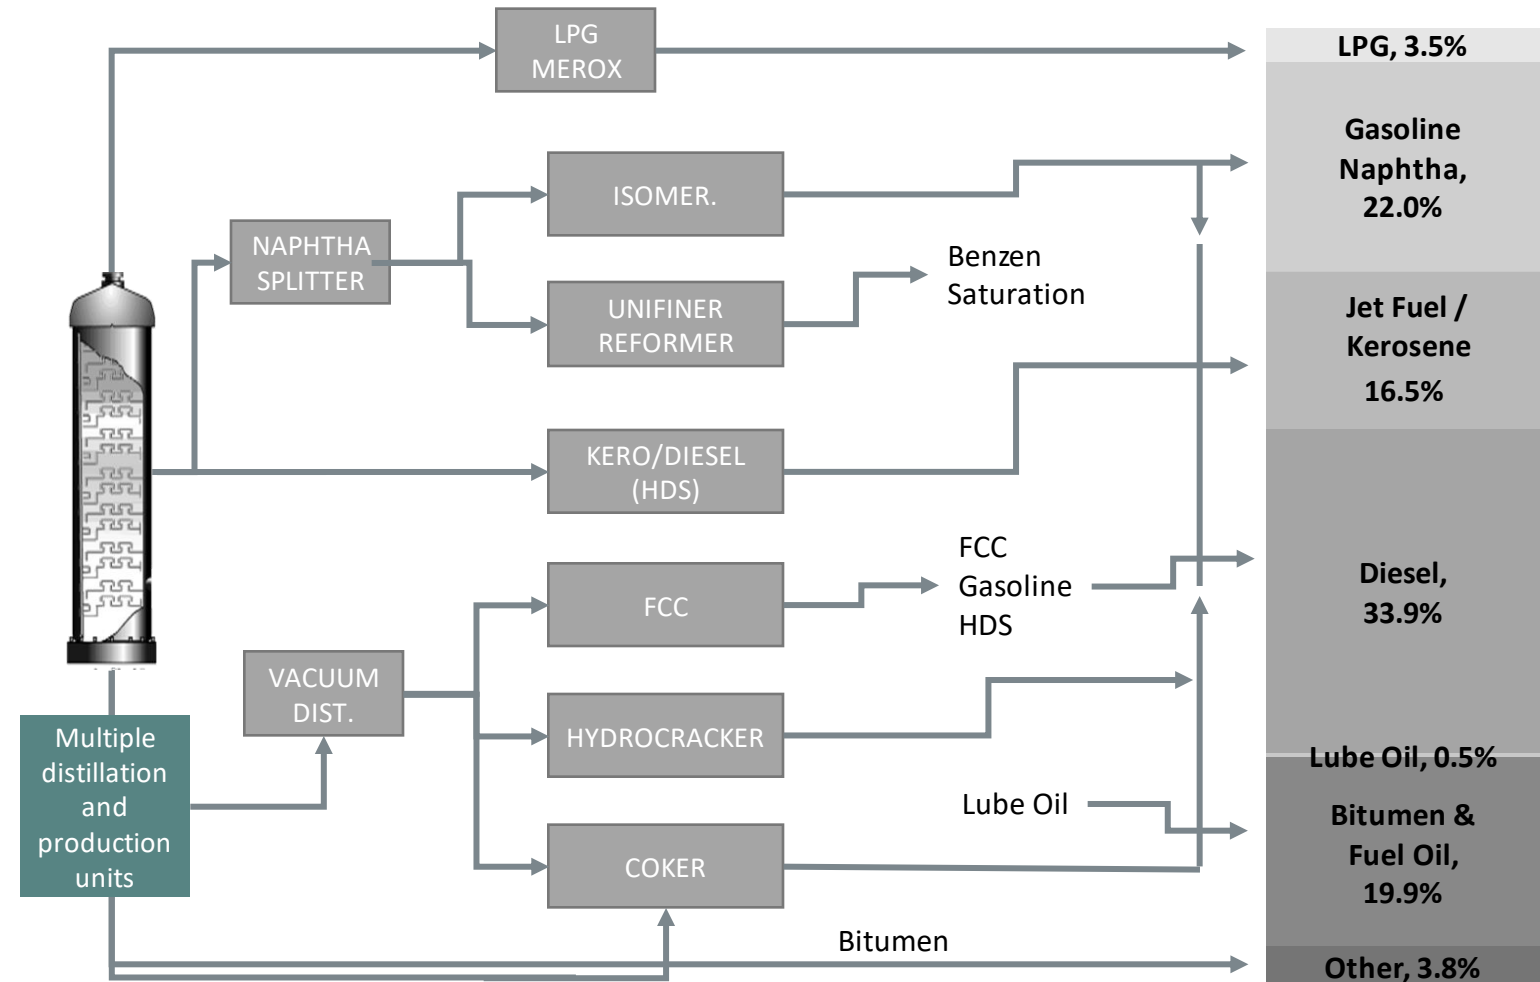 LPG
MEROX
LPG, 3.5%
Gasoline
Naphtha,
22.0%
ISOMER.
NAPHTHA
SPLITTER
Benzen
Saturation
UNIFINER
REFORMER
Jet Fuel /
Kerosene
16.5%
KERO/DIESEL
(HDS)
FCC
FCC
Gasoline
HDS
Diesel,
33.9%
VACUUM
DIST.
HYDROCRACKER
Multiple
distillation
and
production
units
Lube Oil, 0.5%
Lube Oil
Bitumen &
Fuel Oil,
19.9%
COKER
Bitumen
Other, 3.8%